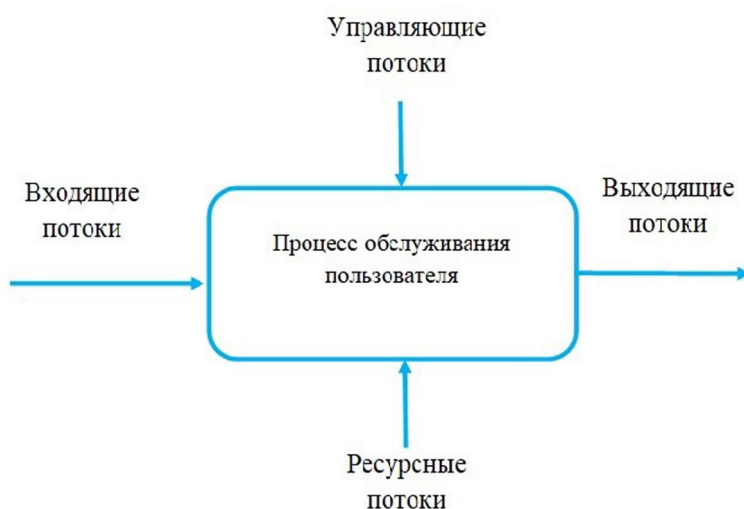 Управляющие
потоки
Входящие
потоки
Выходящие
потоки
Процесс обслуживания
пользователя
Ресурсные
потоки